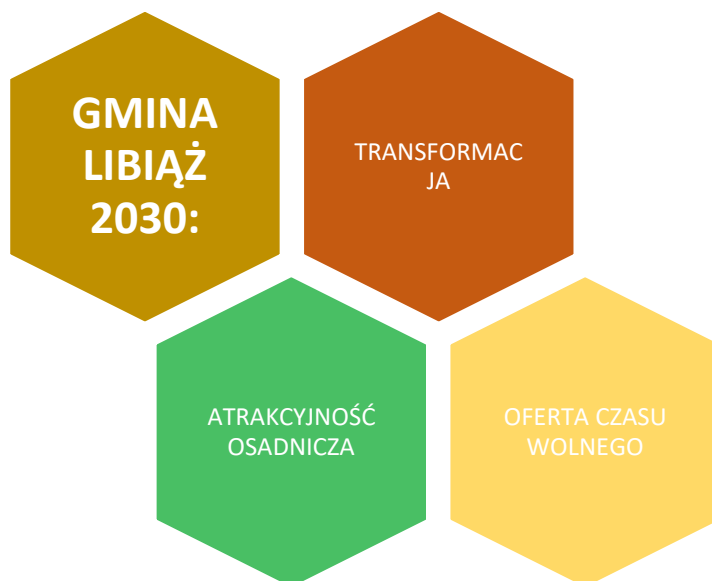 GMINA
LIBIĄŻ
2030:
TRANSFORMAC
JA
ATRAKCYJNOŚĆ
OSADNICZA
OFERTA CZASU
WOLNEGO